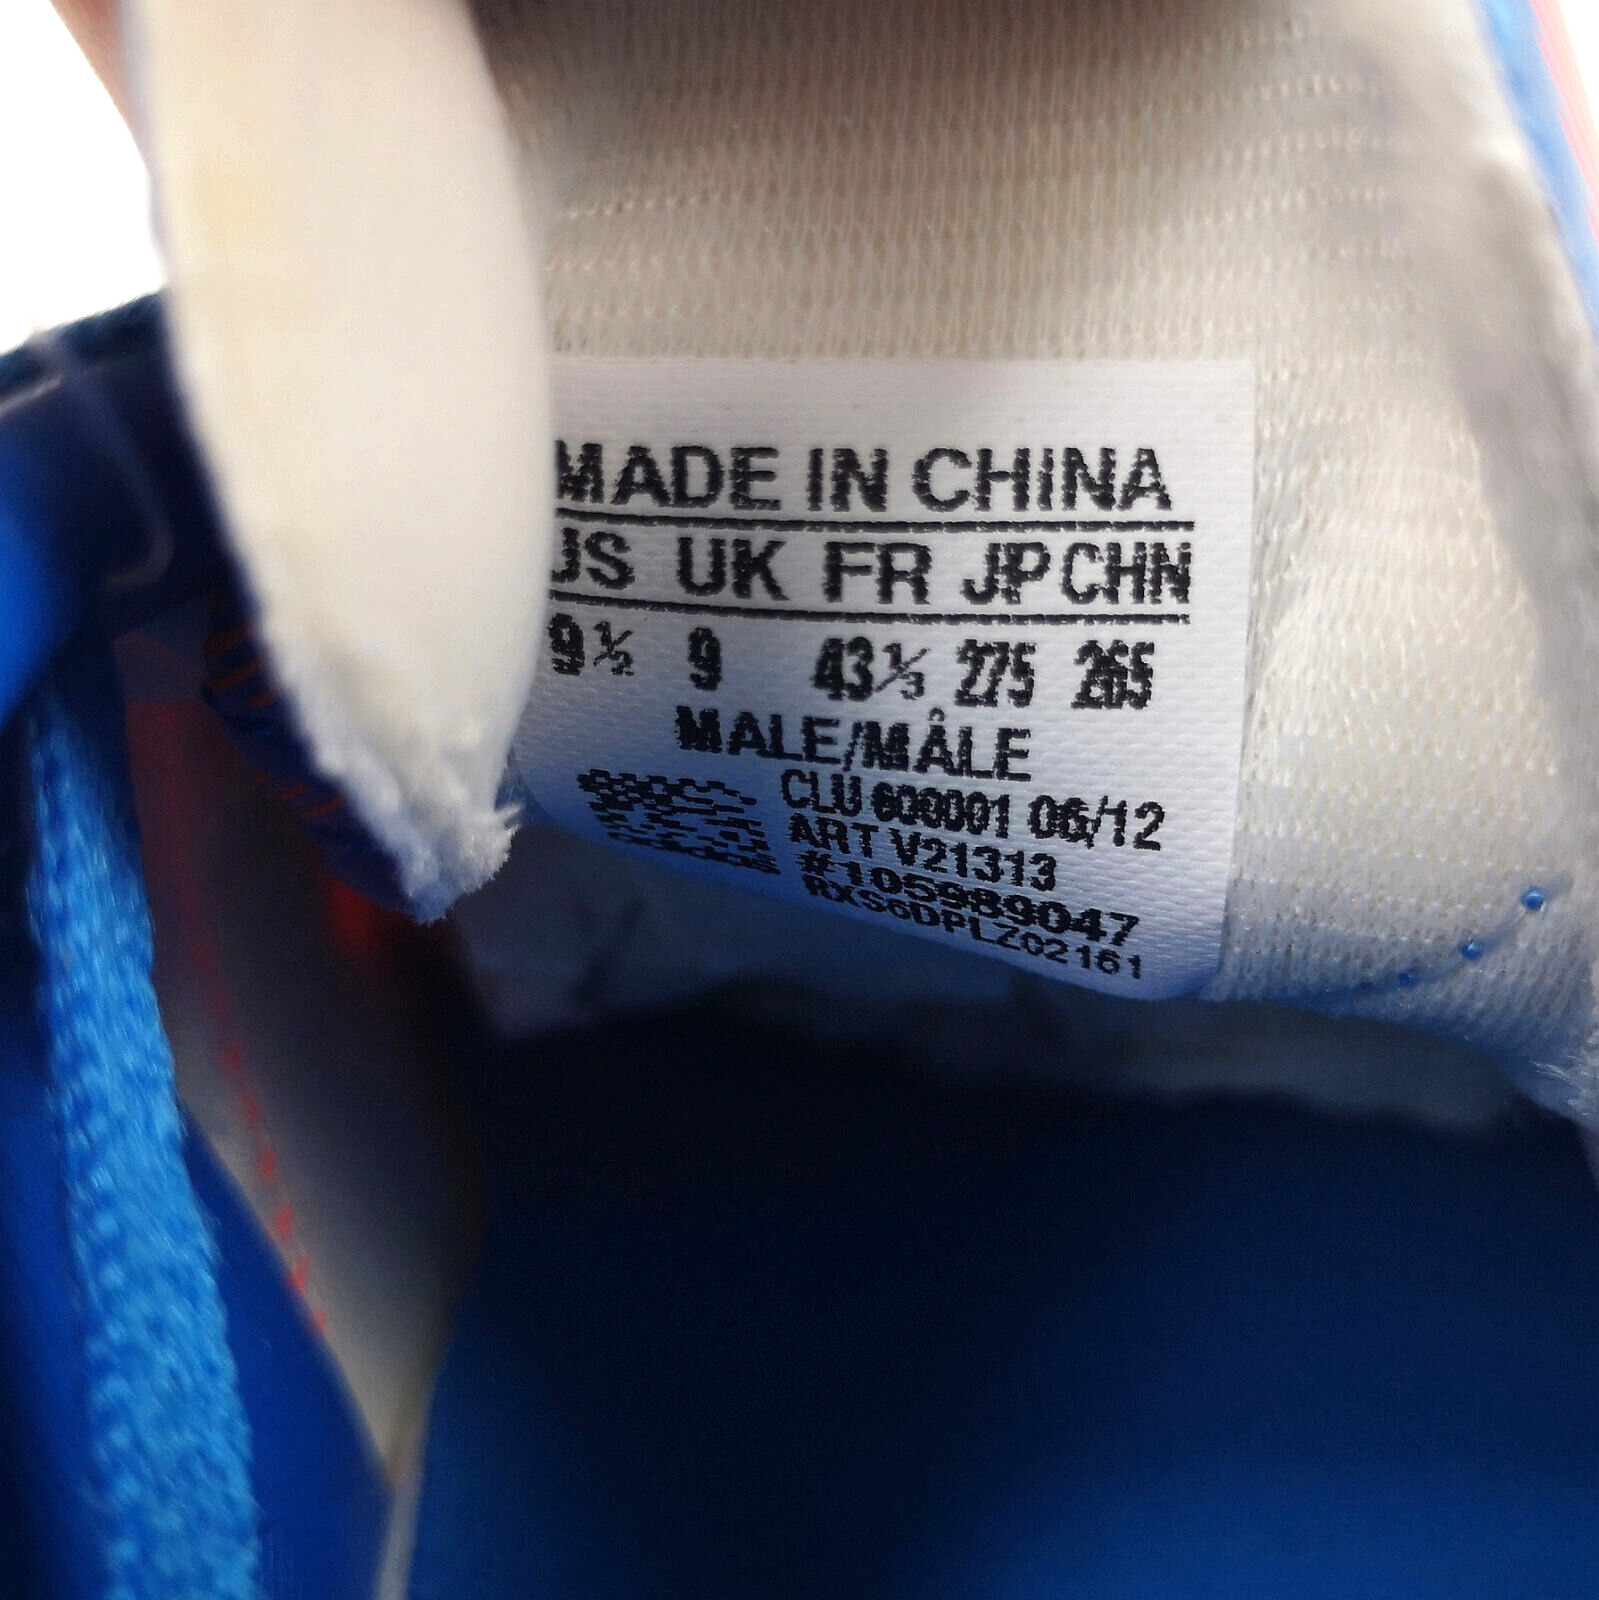 MADE IN CHINA
US UK FR JP CHN
9½ 9 43⅓ 275 265
MALE/MÂLE
CLU 600001 06/12
ART V21313
#105989047
RXS6DPLZ02161